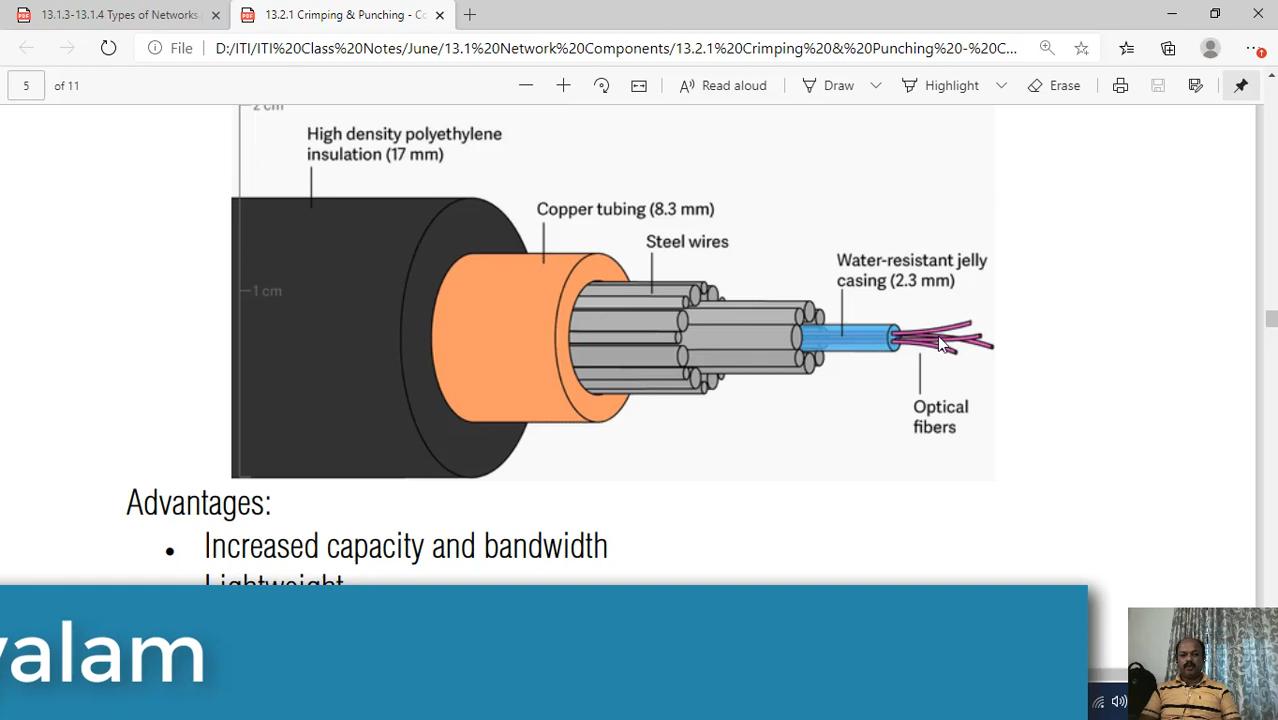 13.1.3-13.1.4 Types of Networks
13.2.1 Crimping & Punching - Co
File
D:/ITI/ITI%20Class%20Notes/June/13.1%20Network%20Components/13.2.1%20Crimping%20&%20Punching%20-%20C...
5 of 11
Read aloud
Draw
Highlight
Erase
2 cm
High density polyethylene
insulation (17 mm)
Copper tubing (8.3 mm)
Steel wires
Water-resistant jelly
casing (2.3 mm)
1 cm
Optical
fibers
Advantages:
• Increased capacity and bandwidth
Lightweight
yalam